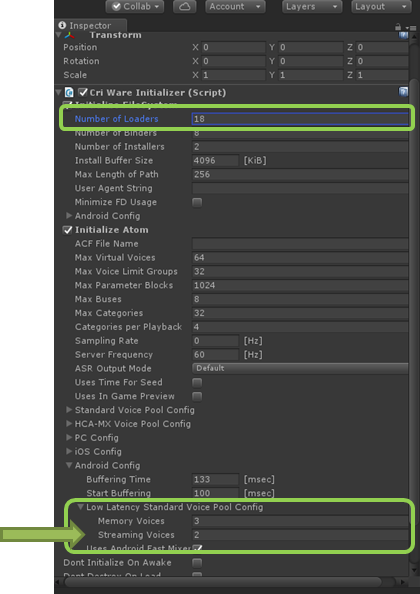 Collab Account Layers Layout
Inspector
Transform
Position X 0 Y 0 Z 0
Rotation X 0 Y 0 Z 0
Scale X 1 Y 1 Z 1
Cri Ware Initializer (Script)
Initialize FileSystem
Number of Loaders 18
Number of Binders 8
Number of Installers 2
Install Buffer Size 4096 [KiB]
Max Length of Path 256
User Agent String
Minimize FD Usage
Android Config
Initialize Atom
ACF File Name
Max Virtual Voices 64
Max Voice Limit Groups 32
Max Parameter Blocks 1024
Max Buses 8
Max Categories 32
Categories per Playback 4
Sampling Rate 0 [Hz]
Server Frequency 60 [Hz]
ASR Output Mode Default
Uses Time For Seed
Uses In Game Preview
Standard Voice Pool Config
HCA-MX Voice Pool Config
PC Config
iOS Config
Android Config
Buffering Time 133 [msec]
Start Buffering 100 [msec]
Low Latency Standard Voice Pool Config
Memory Voices 3
Streaming Voices 2
Uses Android Fast Mixer
Dont Initialize On Awake
Dont Destroy On Load